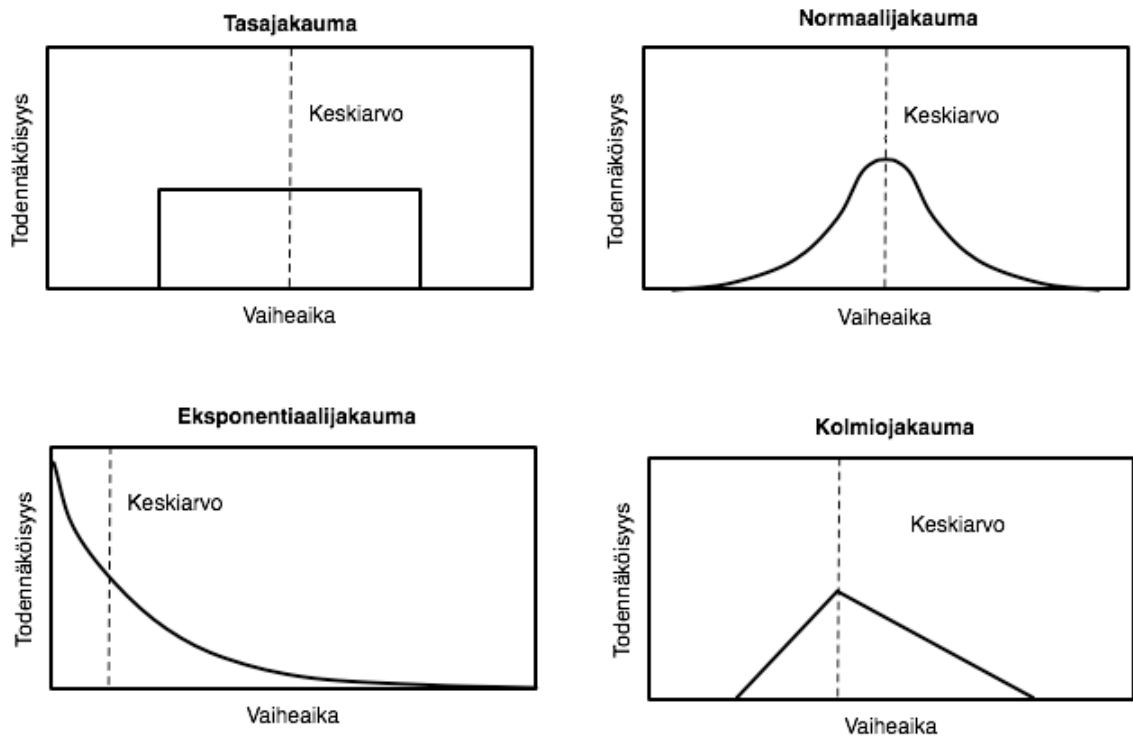 Tasajakauma
Keskiarvo
Todennäköisyys
Vaiheaika
Normaalijakauma
Keskiarvo
Todennäköisyys
Vaiheaika
Eksponentiaalijakauma
Keskiarvo
Todennäköisyys
Vaiheaika
Kolmiojakauma
Keskiarvo
Todennäköisyys
Vaiheaika